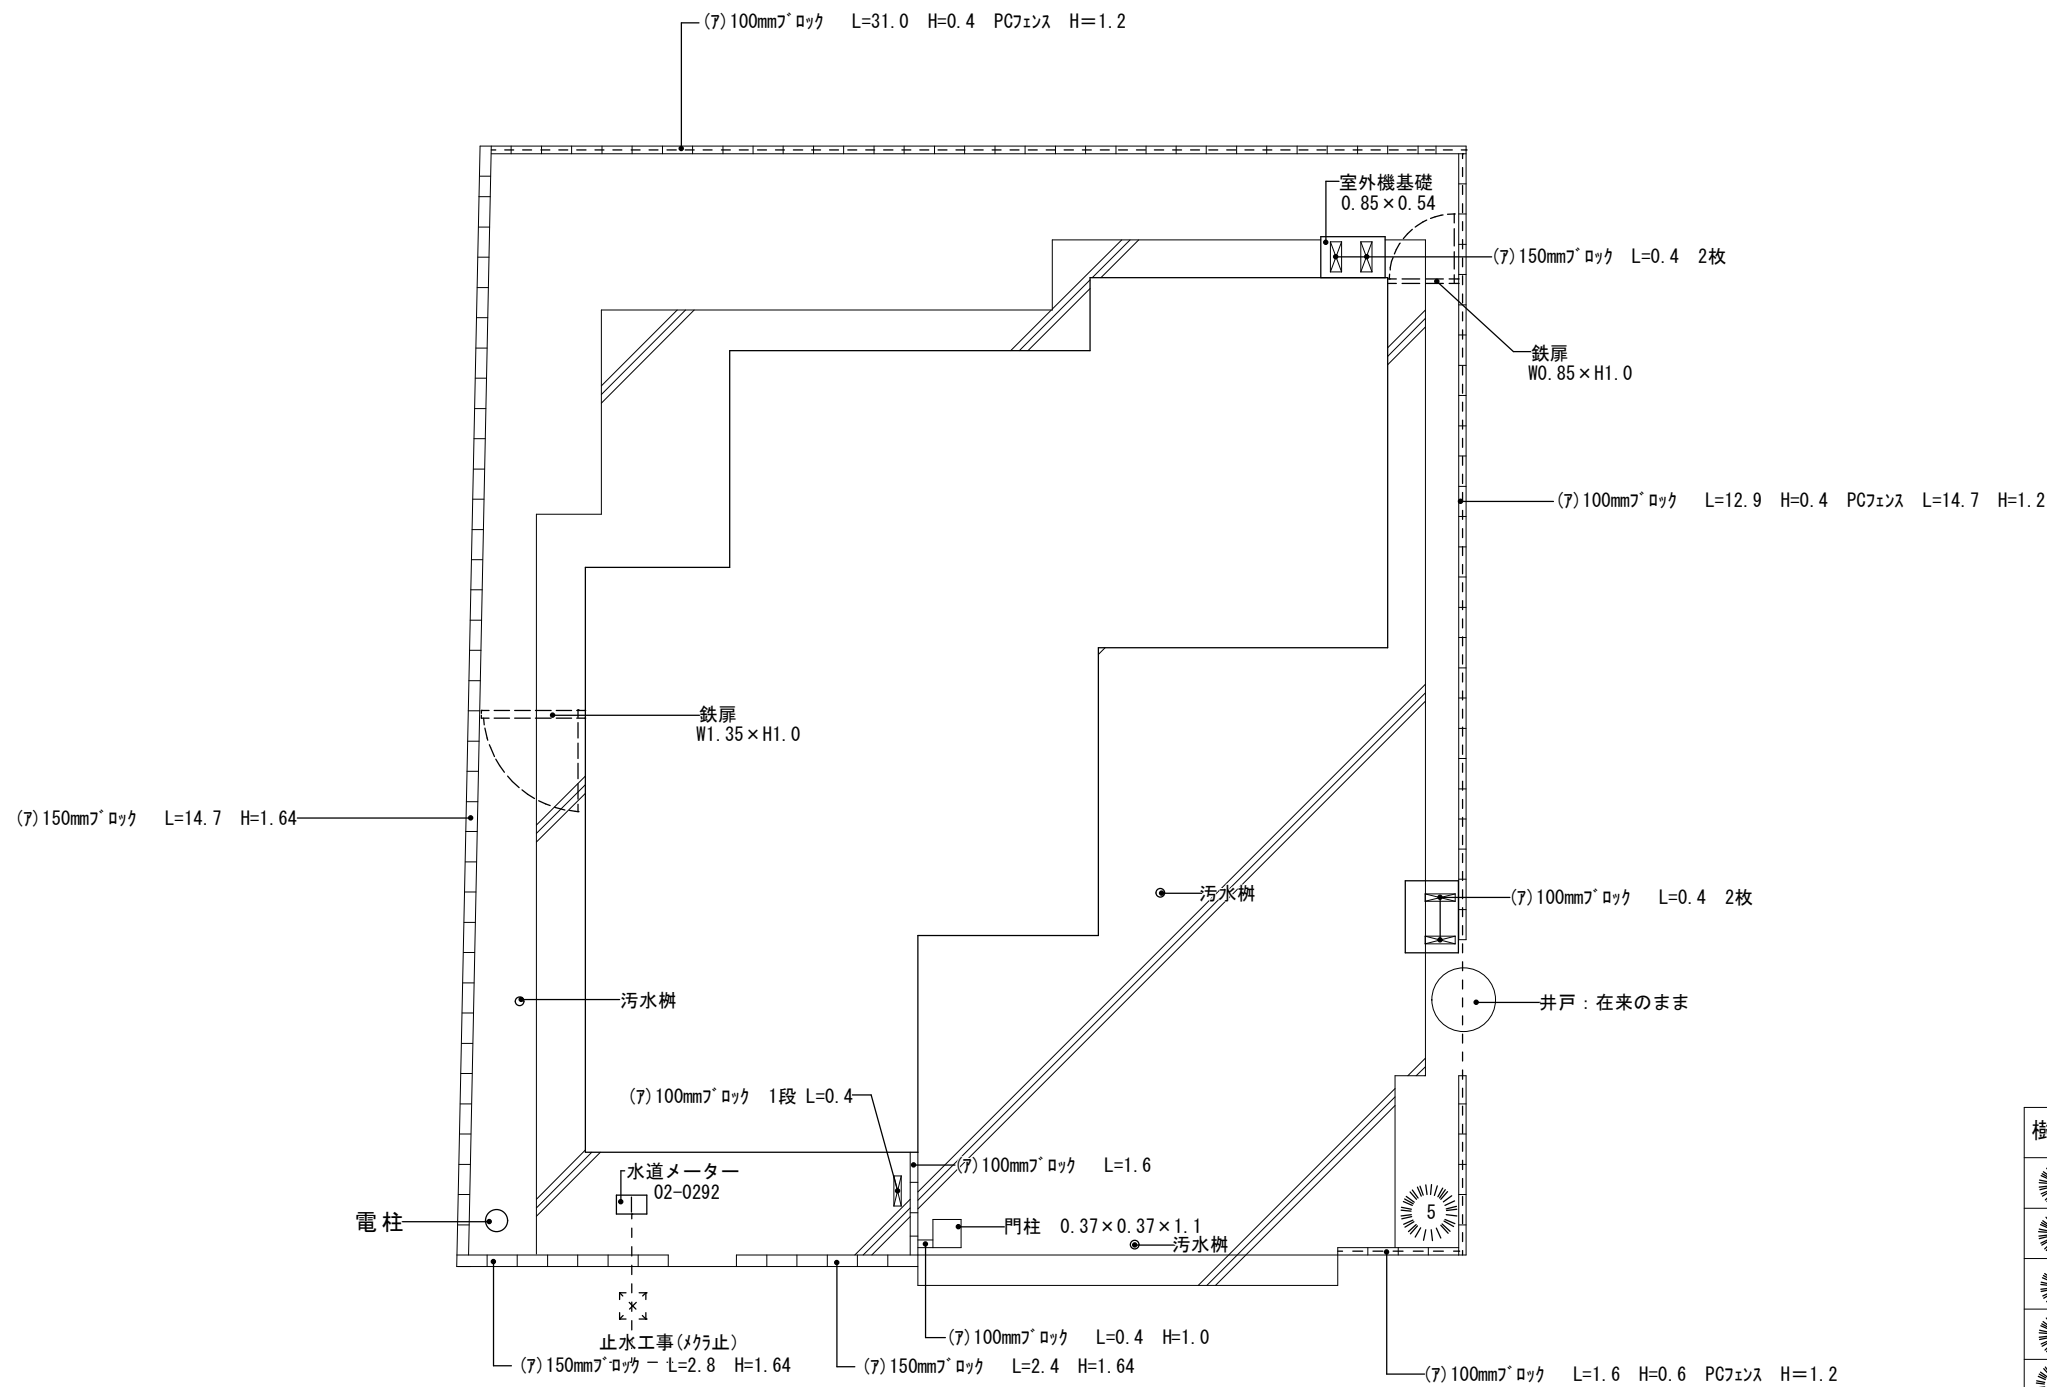 (ｱ)100mmﾌﾞﾛｯｸ L=31.0 H=0.4 PCﾌｪﾝｽ H＝1.2
室外機基礎
0.85×0.54
(ｱ)150mmﾌﾞﾛｯｸ L=0.4 2枚
鉄扉
W0.85×H1.0
(ｱ)100mmﾌﾞﾛｯｸ L=12.9 H=0.4 PCﾌｪﾝｽ L=14.7 H=1.2
鉄扉
W1.35×H1.0
(ｱ)150mmﾌﾞﾛｯｸ L=14.7 H=1.64
汚水桝
(ｱ)100mmﾌﾞﾛｯｸ L=0.4 2枚
汚水桝
井戸：在来のまま
(ｱ)100mmﾌﾞﾛｯｸ 1段 L=0.4
樹
(ｱ)100mmﾌﾞﾛｯｸ L=1.6
水道メーター
02-0292
5
電柱
門柱 0.37×0.37×1.1
汚水桝
止水工事(ﾒｸﾗ止)
(ｱ)100mmﾌﾞﾛｯｸ L=0.4 H=1.0
(ｱ)150mmﾌﾞﾛｯｸ L=2.8 H=1.64
(ｱ)150mmﾌﾞﾛｯｸ L=2.4 H=1.64
(ｱ)100mmﾌﾞﾛｯｸ L=1.6 H=0.6 PCﾌｪﾝｽ H＝1.2